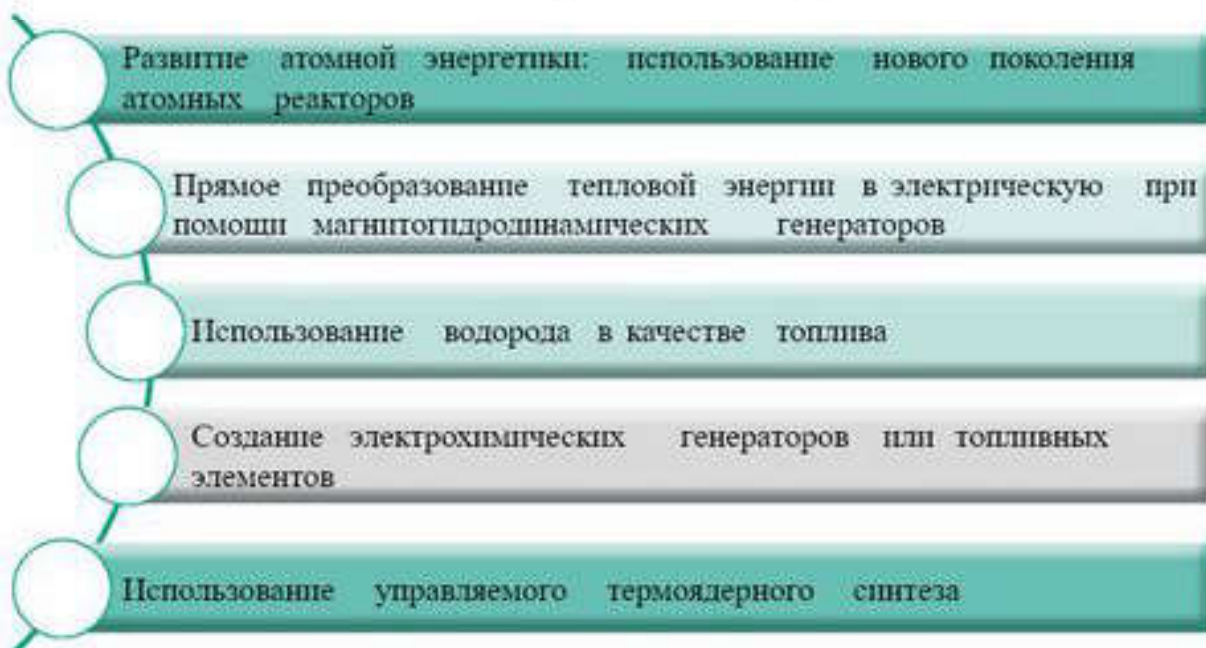 Развитие атомной энергетики: использование нового поколения
атомных реакторов
Прямое преобразование тепловой энергии в электрическую при
помощи магнитогидродинамических генераторов
Использование водорода в качестве топлива
Создание электрохимических генераторов или топливных
элементов
Использование управляемого термоядерного синтеза